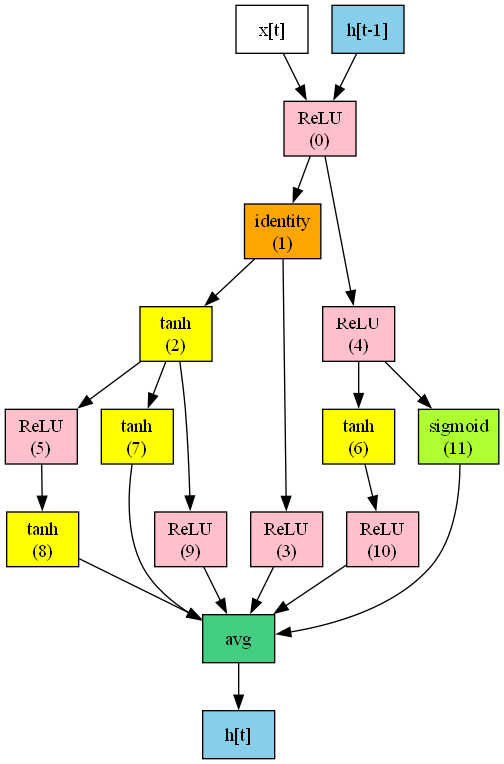 x[t]
h[t-1]
ReLU
(0)
identity
(1)
tanh
(2)
ReLU
(4)
ReLU
(5)
tanh
(7)
tanh
(6)
sigmoid
(11)
tanh
(8)
ReLU
(9)
ReLU
(3)
ReLU
(10)
avg
h[t]